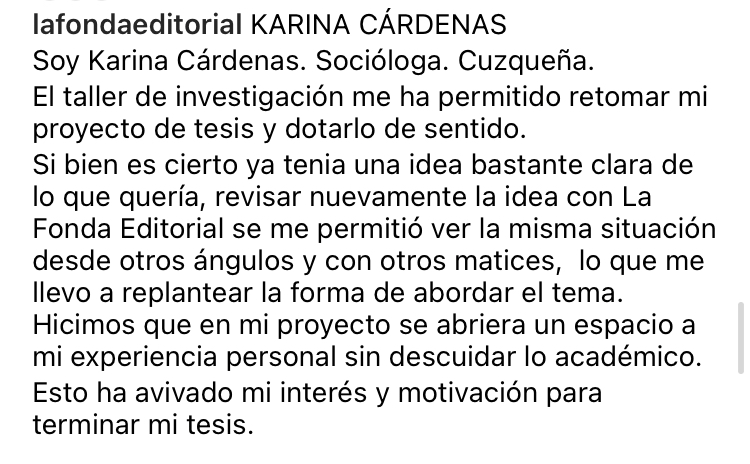 lafondaeditorial KARINA CÁRDENAS
Soy Karina Cárdenas. Socióloga. Cuzqueña.
El taller de investigación me ha permitido retomar mi
proyecto de tesis y dotarlo de sentido.
Si bien es cierto ya tenia una idea bastante clara de
lo que quería, revisar nuevamente la idea con La
Fonda Editorial se me permitió ver la misma situación
desde otros ángulos y con otros matices,  lo que me
llevo a replantear la forma de abordar el tema.
Hicimos que en mi proyecto se abriera un espacio a
mi experiencia personal sin descuidar lo académico.
Esto ha avivado mi interés y motivación para
terminar mi tesis.